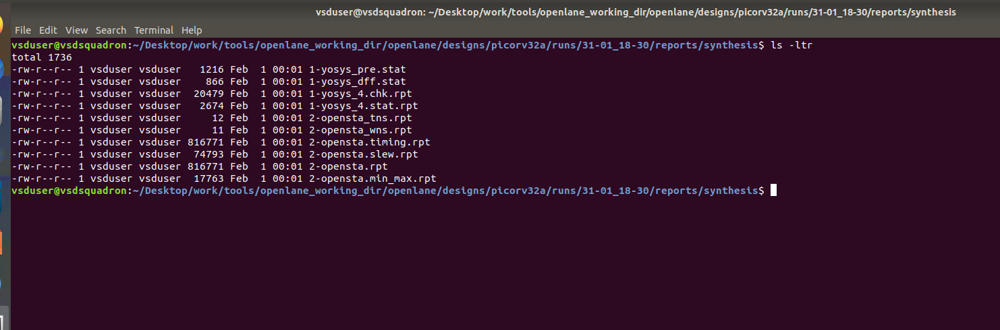 vsduser@vsdsquadron: ~/Desktop/work/tools/openlane_working_dir/openlane/designs/picorv32a/runs/31-01_18-30/reports/synthesis
File Edit View Search Terminal Help
vsduser@vsdsquadron:~/Desktop/work/tools/openlane_working_dir/openlane/designs/picorv32a/runs/31-01_18-30/reports/synthesis$ ls -ltr
total 1736
-rw-r--r-- 1 vsduser vsduser   1216 Feb  1 00:01 1-yosys_pre.stat
-rw-r--r-- 1 vsduser vsduser    866 Feb  1 00:01 1-yosys_dff.stat
-rw-r--r-- 1 vsduser vsduser  20479 Feb  1 00:01 1-yosys_4.chk.rpt
-rw-r--r-- 1 vsduser vsduser   2674 Feb  1 00:01 1-yosys_4.stat.rpt
-rw-r--r-- 1 vsduser vsduser     12 Feb  1 00:01 2-opensta_tns.rpt
-rw-r--r-- 1 vsduser vsduser     11 Feb  1 00:01 2-opensta_wns.rpt
-rw-r--r-- 1 vsduser vsduser 816771 Feb  1 00:01 2-opensta.timing.rpt
-rw-r--r-- 1 vsduser vsduser  74793 Feb  1 00:01 2-opensta.slew.rpt
-rw-r--r-- 1 vsduser vsduser 816771 Feb  1 00:01 2-opensta.rpt
-rw-r--r-- 1 vsduser vsduser  17763 Feb  1 00:01 2-opensta.min_max.rpt
vsduser@vsdsquadron:~/Desktop/work/tools/openlane_working_dir/openlane/designs/picorv32a/runs/31-01_18-30/reports/synthesis$